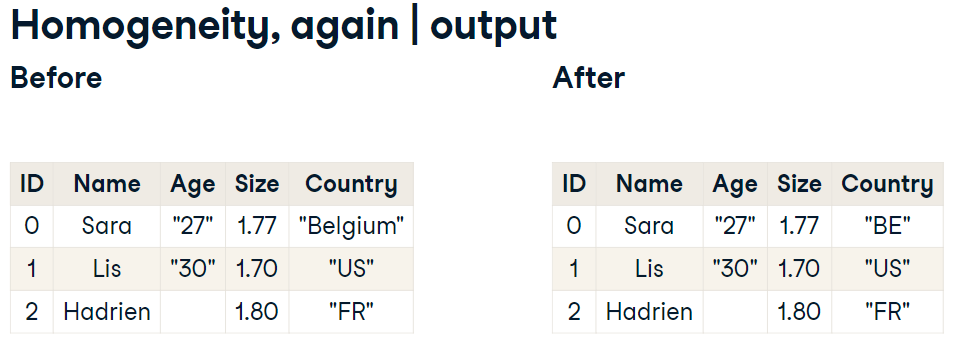 Homogeneity, again | output
Before
ID Name Age Size Country
0 Sara "27" 1.77 "Belgium"
1 Lis "30" 1.70 "US"
2 Hadrien 1.80 "FR"
After
ID Name Age Size Country
0 Sara "27" 1.77 "BE"
1 Lis "30" 1.70 "US"
2 Hadrien 1.80 "FR"